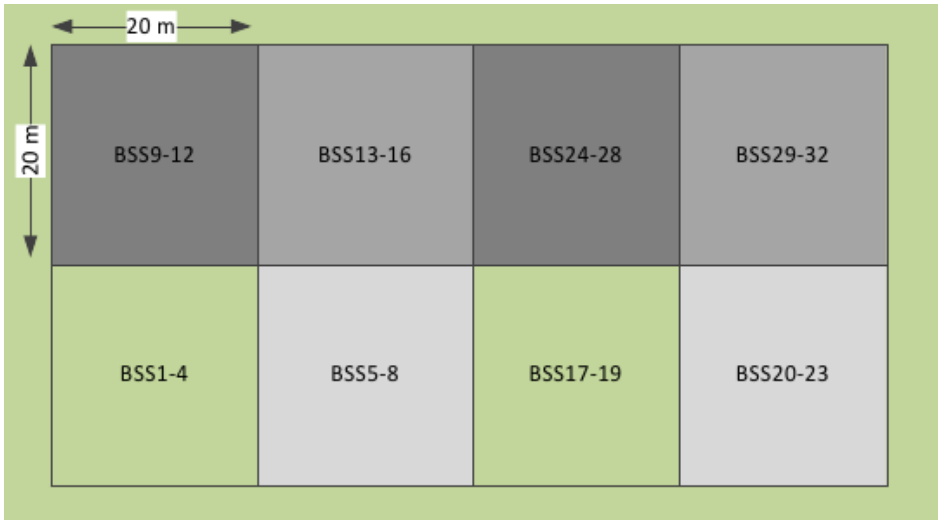 20 m
20 m
BSS9-12
BSS13-16
BSS24-28
BSS29-32
BSS1-4
BSS5-8
BSS17-19
BSS20-23